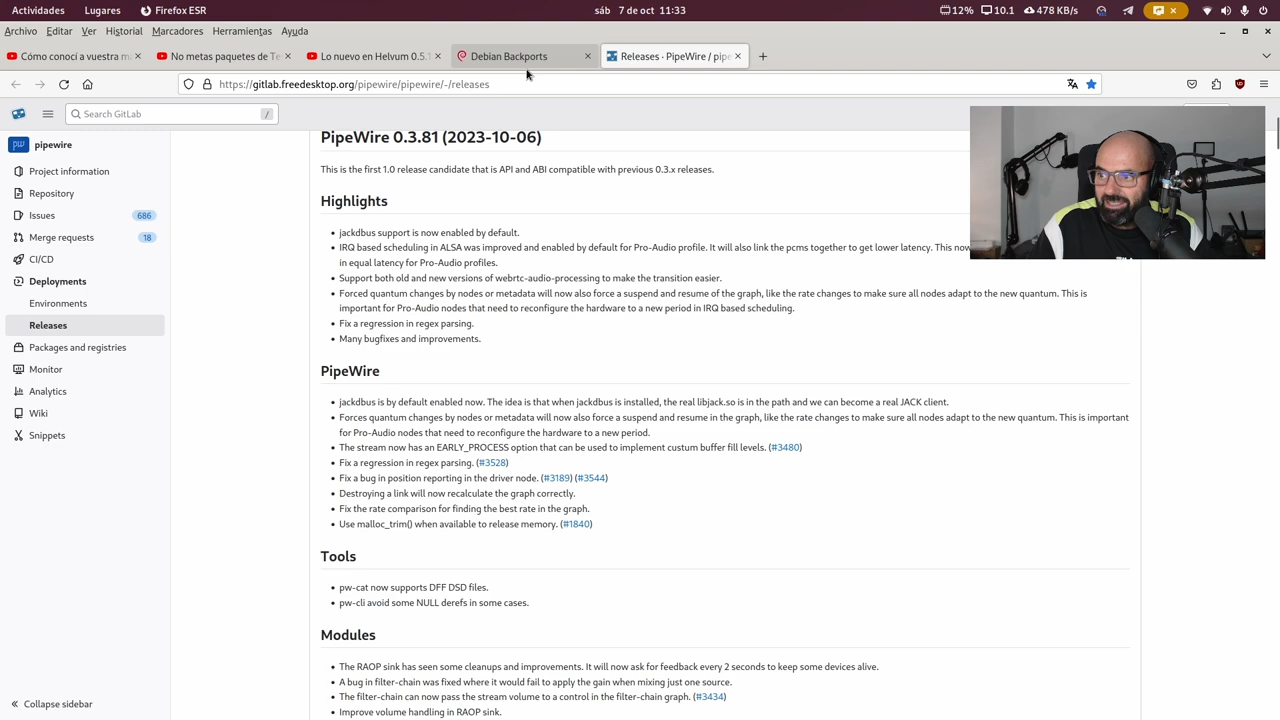 Actividades Lugares Firefox ESR sáb 7 de oct 11:33 12% 10.1 478 KB/s
Archivo Editar Ver Historial Marcadores Herramientas Ayuda
Cómo conocí a vuestra m No metas paquetes de Te Lo nuevo en Helvum 0.5. Debian Backports Releases · PipeWire / pipe
https://gitlab.freedesktop.org/pipewire/pipewire/-/releases
Search GitLab /
pw pipewire
Project information
Repository
Issues 686
Merge requests 18
CI/CD
Deployments
Environments
Releases
Packages and registries
Monitor
Analytics
Wiki
Snippets
Collapse sidebar
PipeWire 0.3.81 (2023-10-06)
This is the first 1.0 release candidate that is API and ABI compatible with previous 0.3.x releases.
Highlights
• jackdbus support is now enabled by default.
• IRQ based scheduling in ALSA was improved and enabled by default for Pro-Audio profile. It will also link the pcms together to get lower latency. This now
in equal latency for Pro-Audio profiles.
• Support both old and new versions of webrtc-audio-processing to make the transition easier.
• Forced quantum changes by nodes or metadata will now also force a suspend and resume of the graph, like the rate changes to make sure all nodes adapt to the new quantum. This is
important for Pro-Audio nodes that need to reconfigure the hardware to a new period in IRQ based scheduling.
• Fix a regression in regex parsing.
• Many bugfixes and improvements.
PipeWire
• jackdbus is by default enabled now. The idea is that when jackdbus is installed, the real libjack.so is in the path and we can become a real JACK client.
• Forces quantum changes by nodes or metadata will now also force a suspend and resume in the graph, like the rate changes to make sure all nodes adapt to the new quantum. This is important
for Pro-Audio nodes that need to reconfigure the hardware to a new period.
• The stream now has an EARLY_PROCESS option that can be used to implement custum buffer fill levels. (#3480)
• Fix a regression in regex parsing. (#3528)
• Fix a bug in position reporting in the driver node. (#3189) (#3544)
• Destroying a link will now recalculate the graph correctly.
• Fix the rate comparison for finding the best rate in the graph.
• Use malloc_trim() when available to release memory. (#1840)
Tools
• pw-cat now supports DFF DSD files.
• pw-cli avoid some NULL derefs in some cases.
Modules
• The RAOP sink has seen some cleanups and improvements. It will now ask for feedback every 2 seconds to keep some devices alive.
• A bug in filter-chain was fixed where it would fail to apply the gain when mixing just one source.
• The filter-chain can now pass the stream volume to a control in the filter-chain graph. (#3434)
• Improve volume handling in RAOP sink.